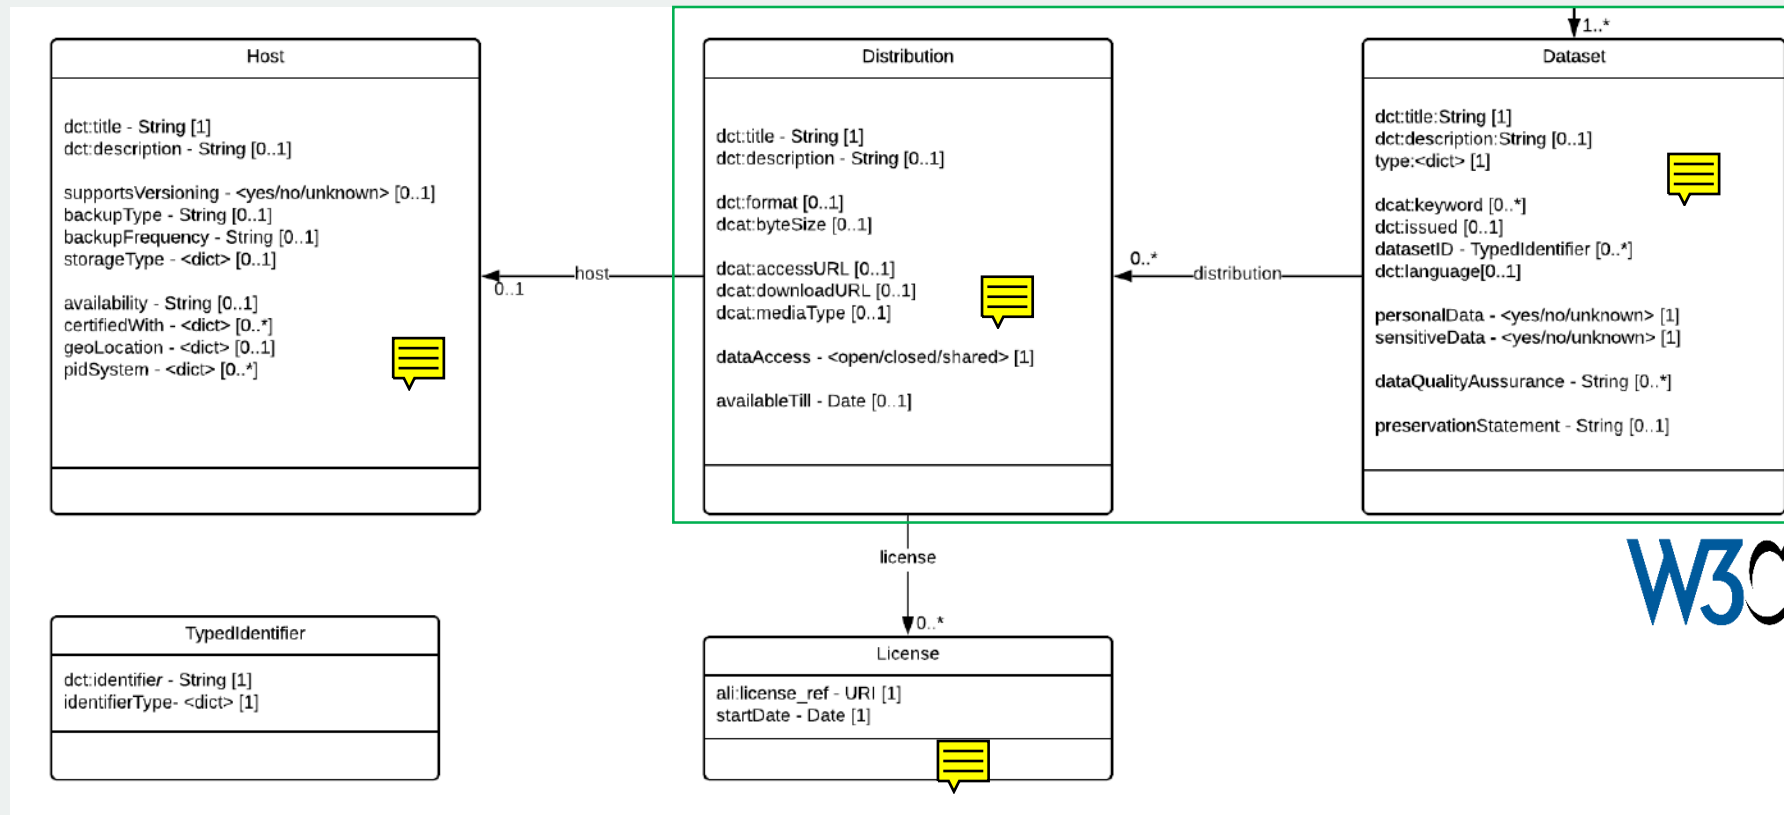 Host
dct:title - String [1]
dct:description - String [0..1]
supportsVersioning - <yes/no/unknown> [0..1]
backupType - String [0..1]
backupFrequency - String [0..1]
storageType - <dict> [0..1]
availability - String [0..1]
certifiedWith - <dict> [0..*]
geoLocation - <dict> [0..1]
pidSystem - <dict> [0..*]
0..1
host
Distribution
dct:title - String [1]
dct:description - String [0..1]
dct:format [0..1]
dcat:byteSize [0..1]
dcat:accessURL [0..1]
dcat:downloadURL [0..1]
dcat:mediaType [0..1]
dataAccess - <open/closed/shared> [1]
availableTill - Date [0..1]
0..*
distribution
1..*
Dataset
dct:title:String [1]
dct:description:String [0..1]
type:<dict> [1]
dcat:keyword [0..*]
dct:issued [0..1]
datasetID - TypedIdentifier [0..*]
dct:language[0..1]
personalData - <yes/no/unknown> [1]
sensitiveData - <yes/no/unknown> [1]
dataQualityAussurance - String [0..*]
preservationStatement - String [0..1]
license
0..*
W3C
TypedIdentifier
dct:identifier - String [1]
identifierType- <dict> [1]
License
ali:license_ref - URI [1]
startDate - Date [1]